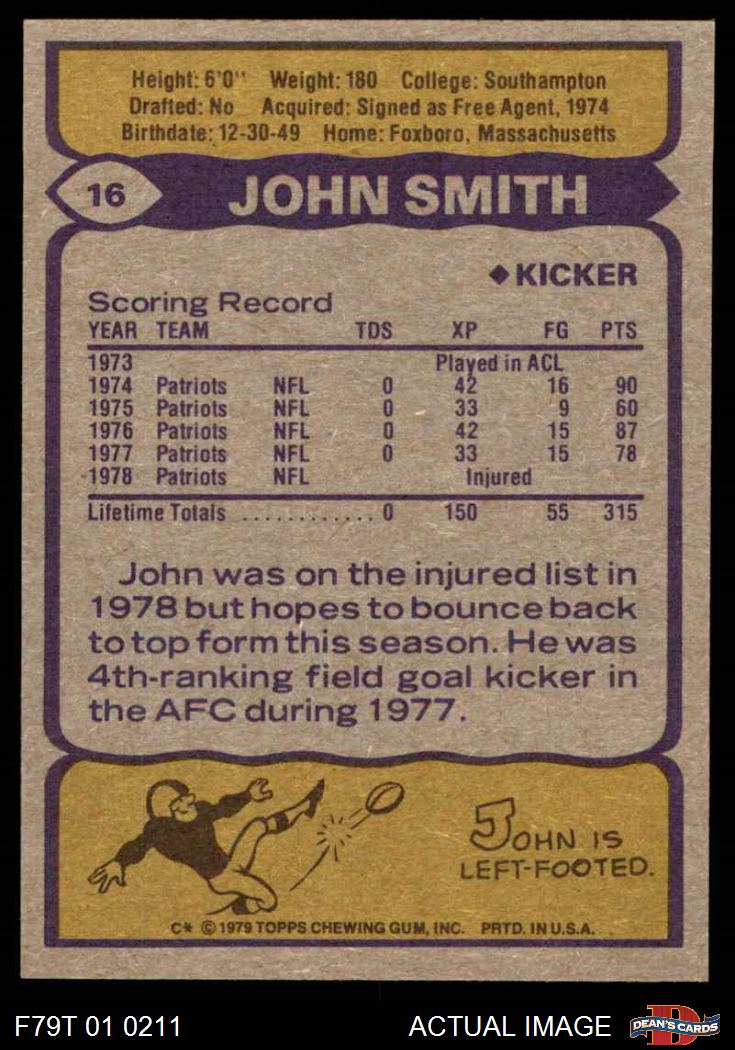 Height: 6'0" Weight: 180 College: Southampton
Drafted: No Acquired: Signed as Free Agent, 1974
Birthdate: 12-30-49 Home: Foxboro, Massachusetts
16 JOHN SMITH
◆ KICKER
Scoring Record
YEAR TEAM TDS XP FG PTS
1973 Played in ACL
1974 Patriots NFL 0 42 16 90
1975 Patriots NFL 0 33 9 60
1976 Patriots NFL 0 42 15 87
1977 Patriots NFL 0 33 15 78
1978 Patriots NFL Injured
Lifetime Totals ............ 0 150 55 315
John was on the injured list in
1978 but hopes to bounce back
to top form this season. He was
4th-ranking field goal kicker in
the AFC during 1977.
JOHN IS
LEFT-FOOTED.
C* © 1979 TOPPS CHEWING GUM, INC. PRTD. IN U.S.A.
F79T 01 0211 ACTUAL IMAGE D DEAN'S CARDS